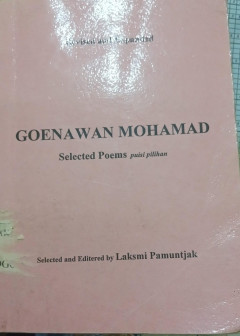 GOENAWAN MOHAMAD
Selected Poems puisi pilihan
Selected and Editered by Laksmi Pamuntjak